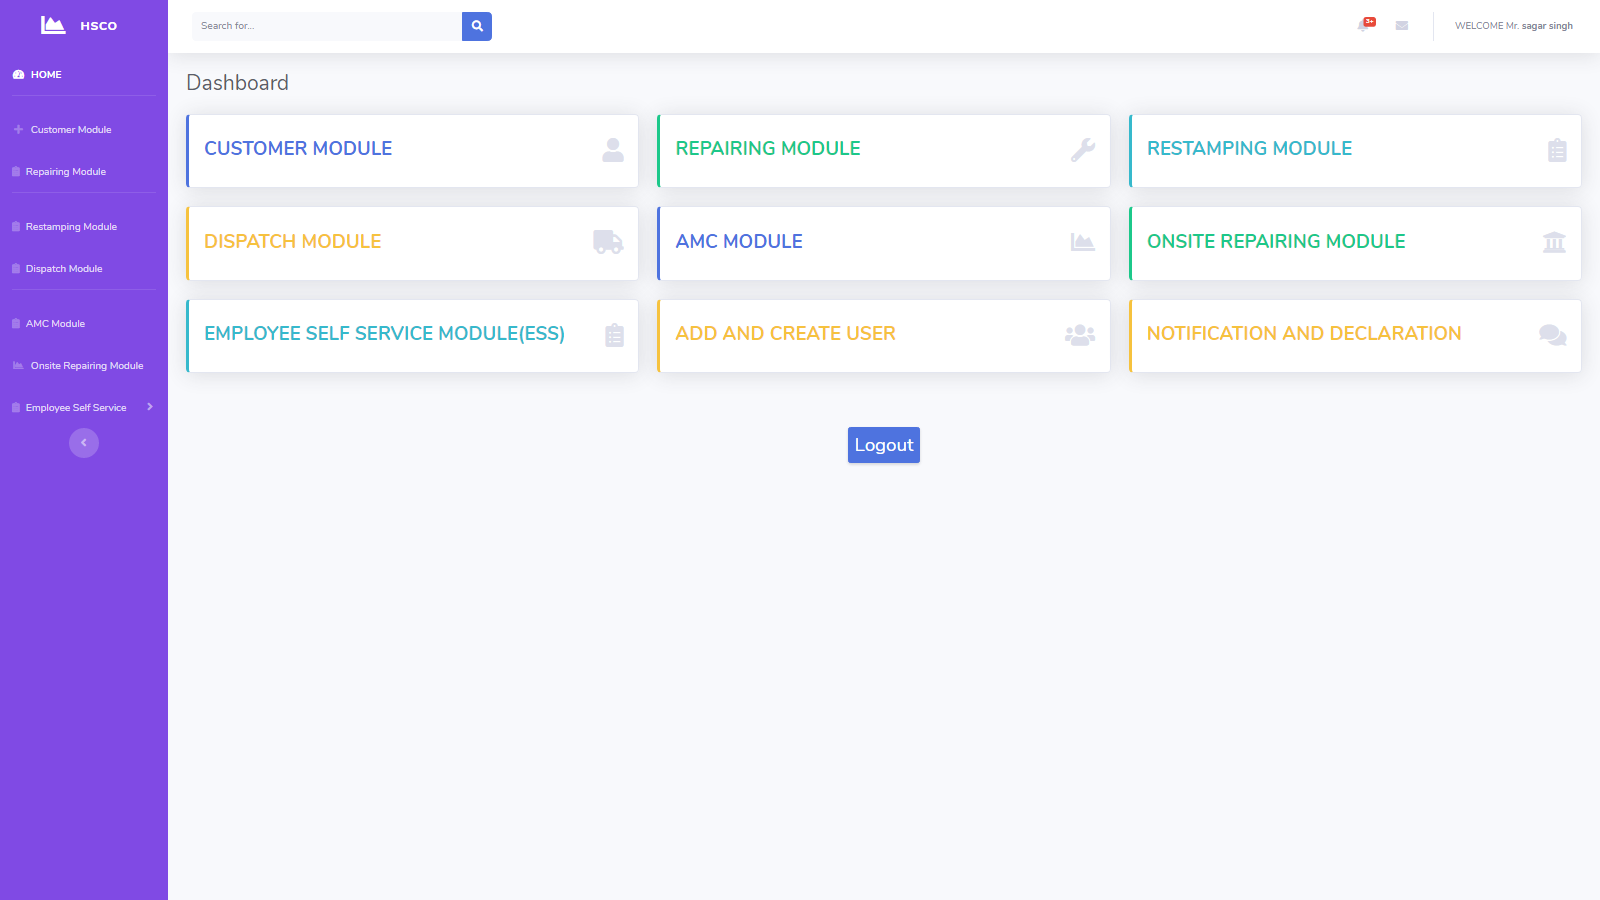 HSCO
HOME
Customer Module
Repairing Module
Restamping Module
Dispatch Module
AMC Module
Onsite Repairing Module
Employee Self Service
Search for...
3+
WELCOME Mr. sagar singh
Dashboard
CUSTOMER MODULE
REPAIRING MODULE
RESTAMPING MODULE
DISPATCH MODULE
AMC MODULE
ONSITE REPAIRING MODULE
EMPLOYEE SELF SERVICE MODULE(ESS)
ADD AND CREATE USER
NOTIFICATION AND DECLARATION
Logout